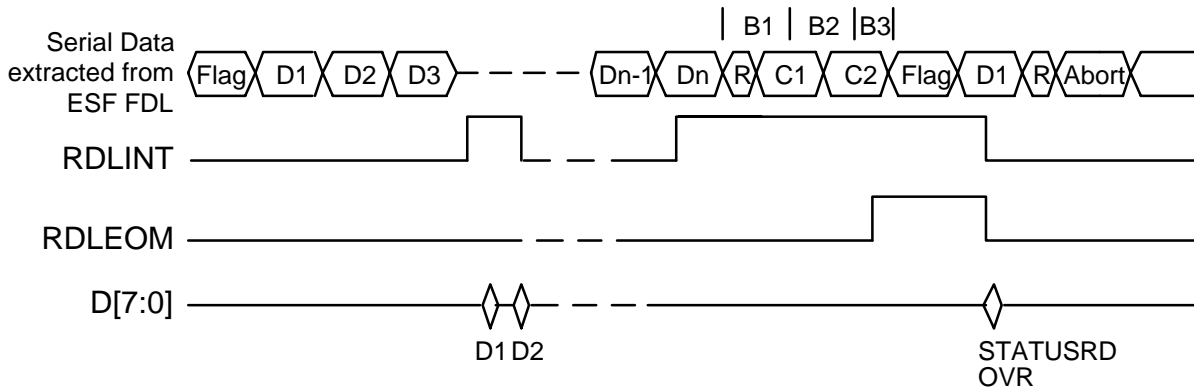 B1 B2 B3
Serial Data
extracted from
ESF FDL
Flag D1 D2 D3 Dn-1 Dn R C1 C2 Flag D1 R Abort
RDLINT
RDLEOM
D[7:0]
D1 D2
STATUSRD
OVR